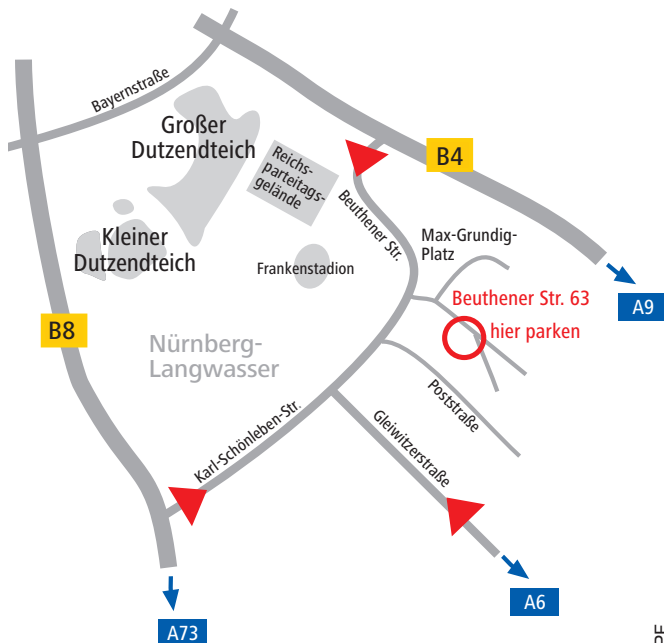 Bayernstraße
Großer
Dutzendteich
Reichs-
parteitags-
gelände
B4
Beuthener Str.
Max-Grundig-
Platz
Kleiner
Dutzendteich
Frankenstadion
A9
Beuthener Str. 63
hier parken
B8
Nürnberg-
Langwasser
Poststraße
Karl-Schönleben-Str.
Gleiwitzerstraße
A6
A73